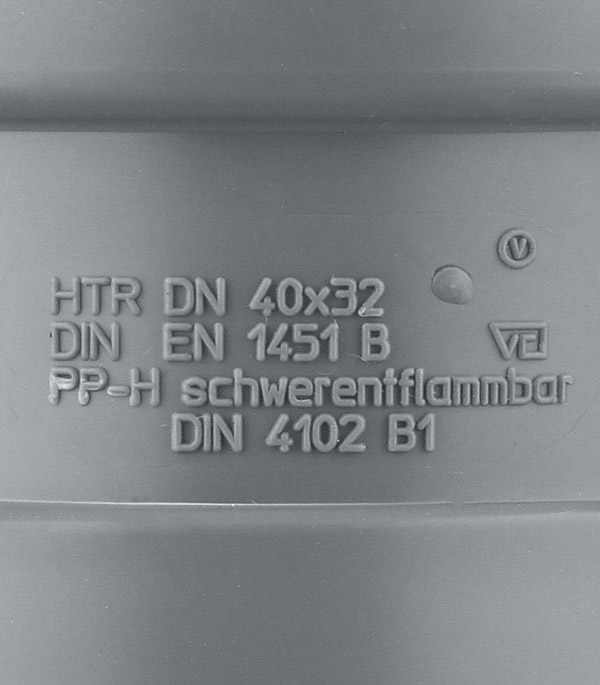 V
HTR DN 40x32
DIN EN 1451 B
PP-H schwerentflammbar
DIN 4102 B1